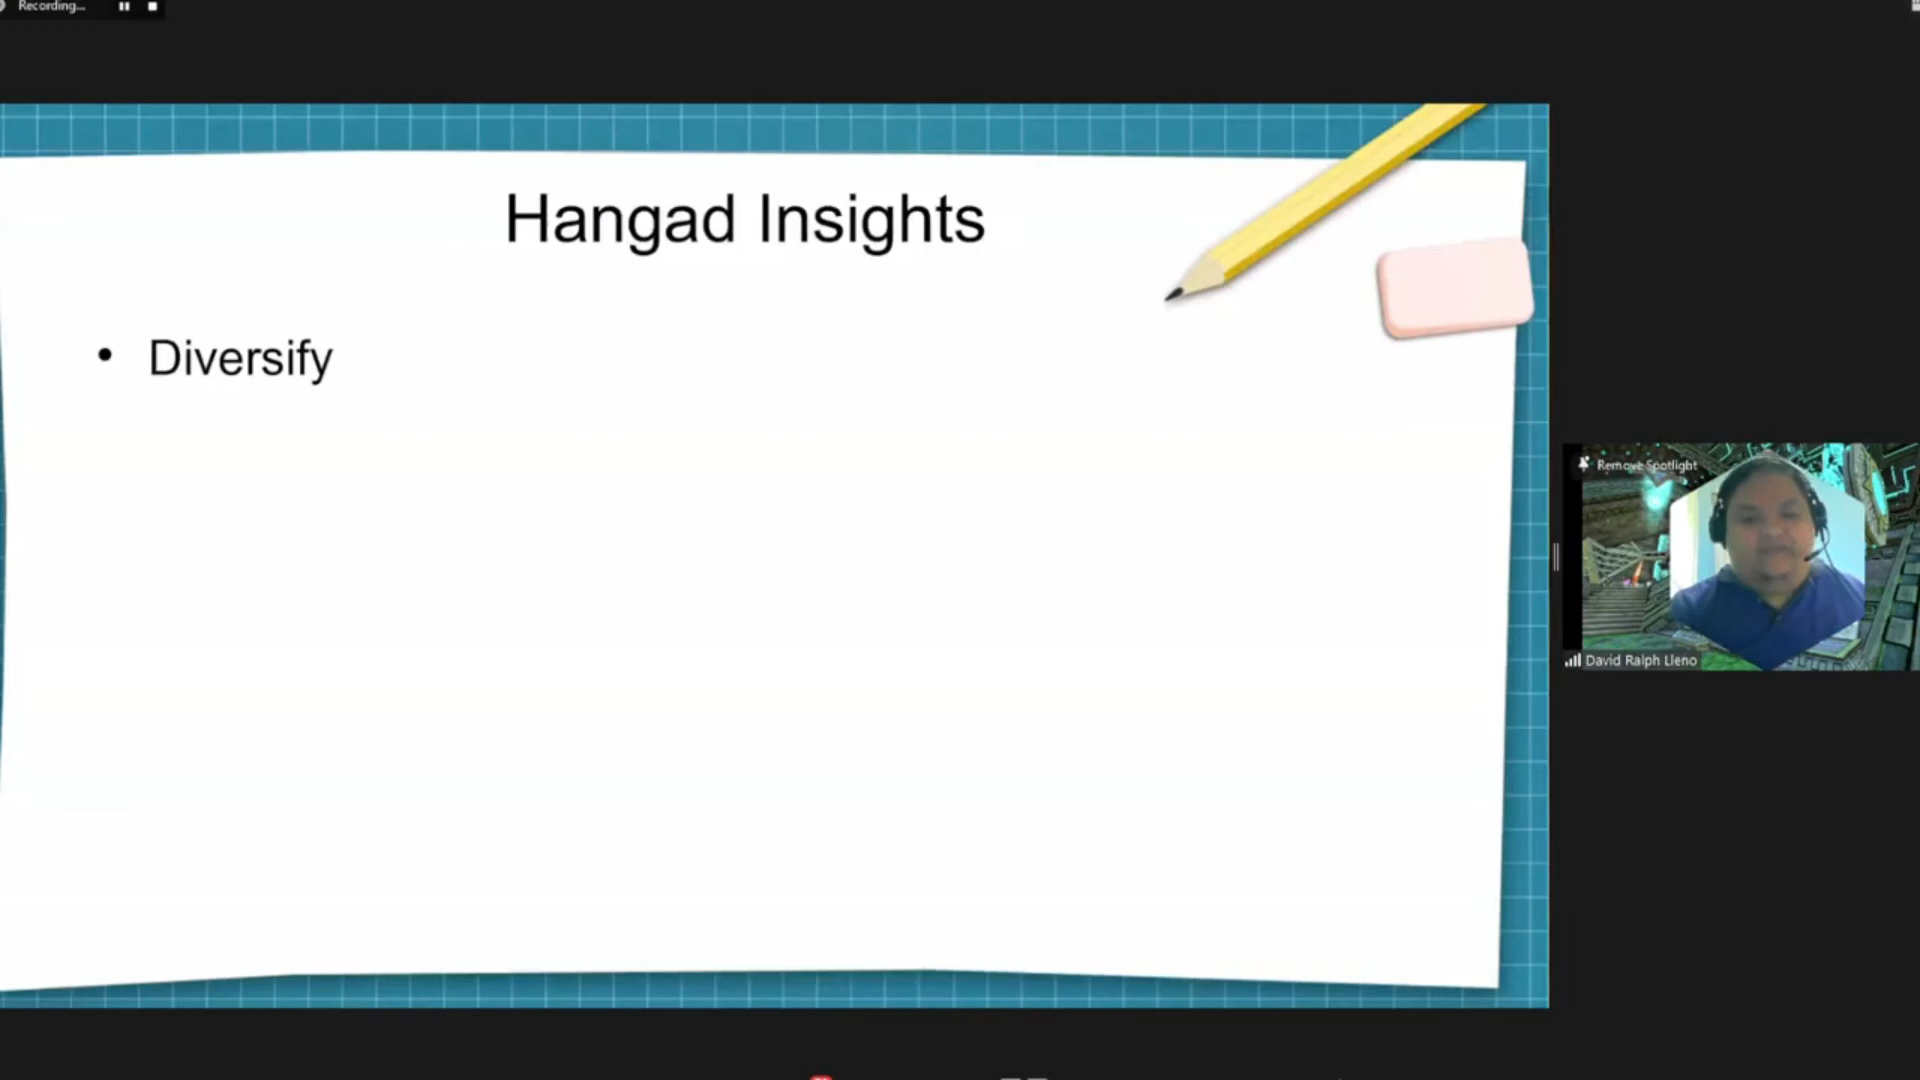 Recording...
Hangad Insights
• Diversify
Remove Spotlight
David Ralph Lleno